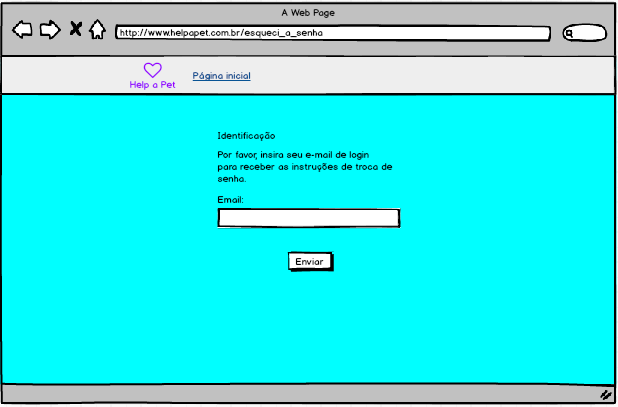 A Web Page
http://www.helpapet.com.br/esqueci_a_senha
Help a Pet
Página inicial
Identificação
Por favor, insira seu e-mail de login
para receber as instruções de troca de
senha.
Email:
Enviar